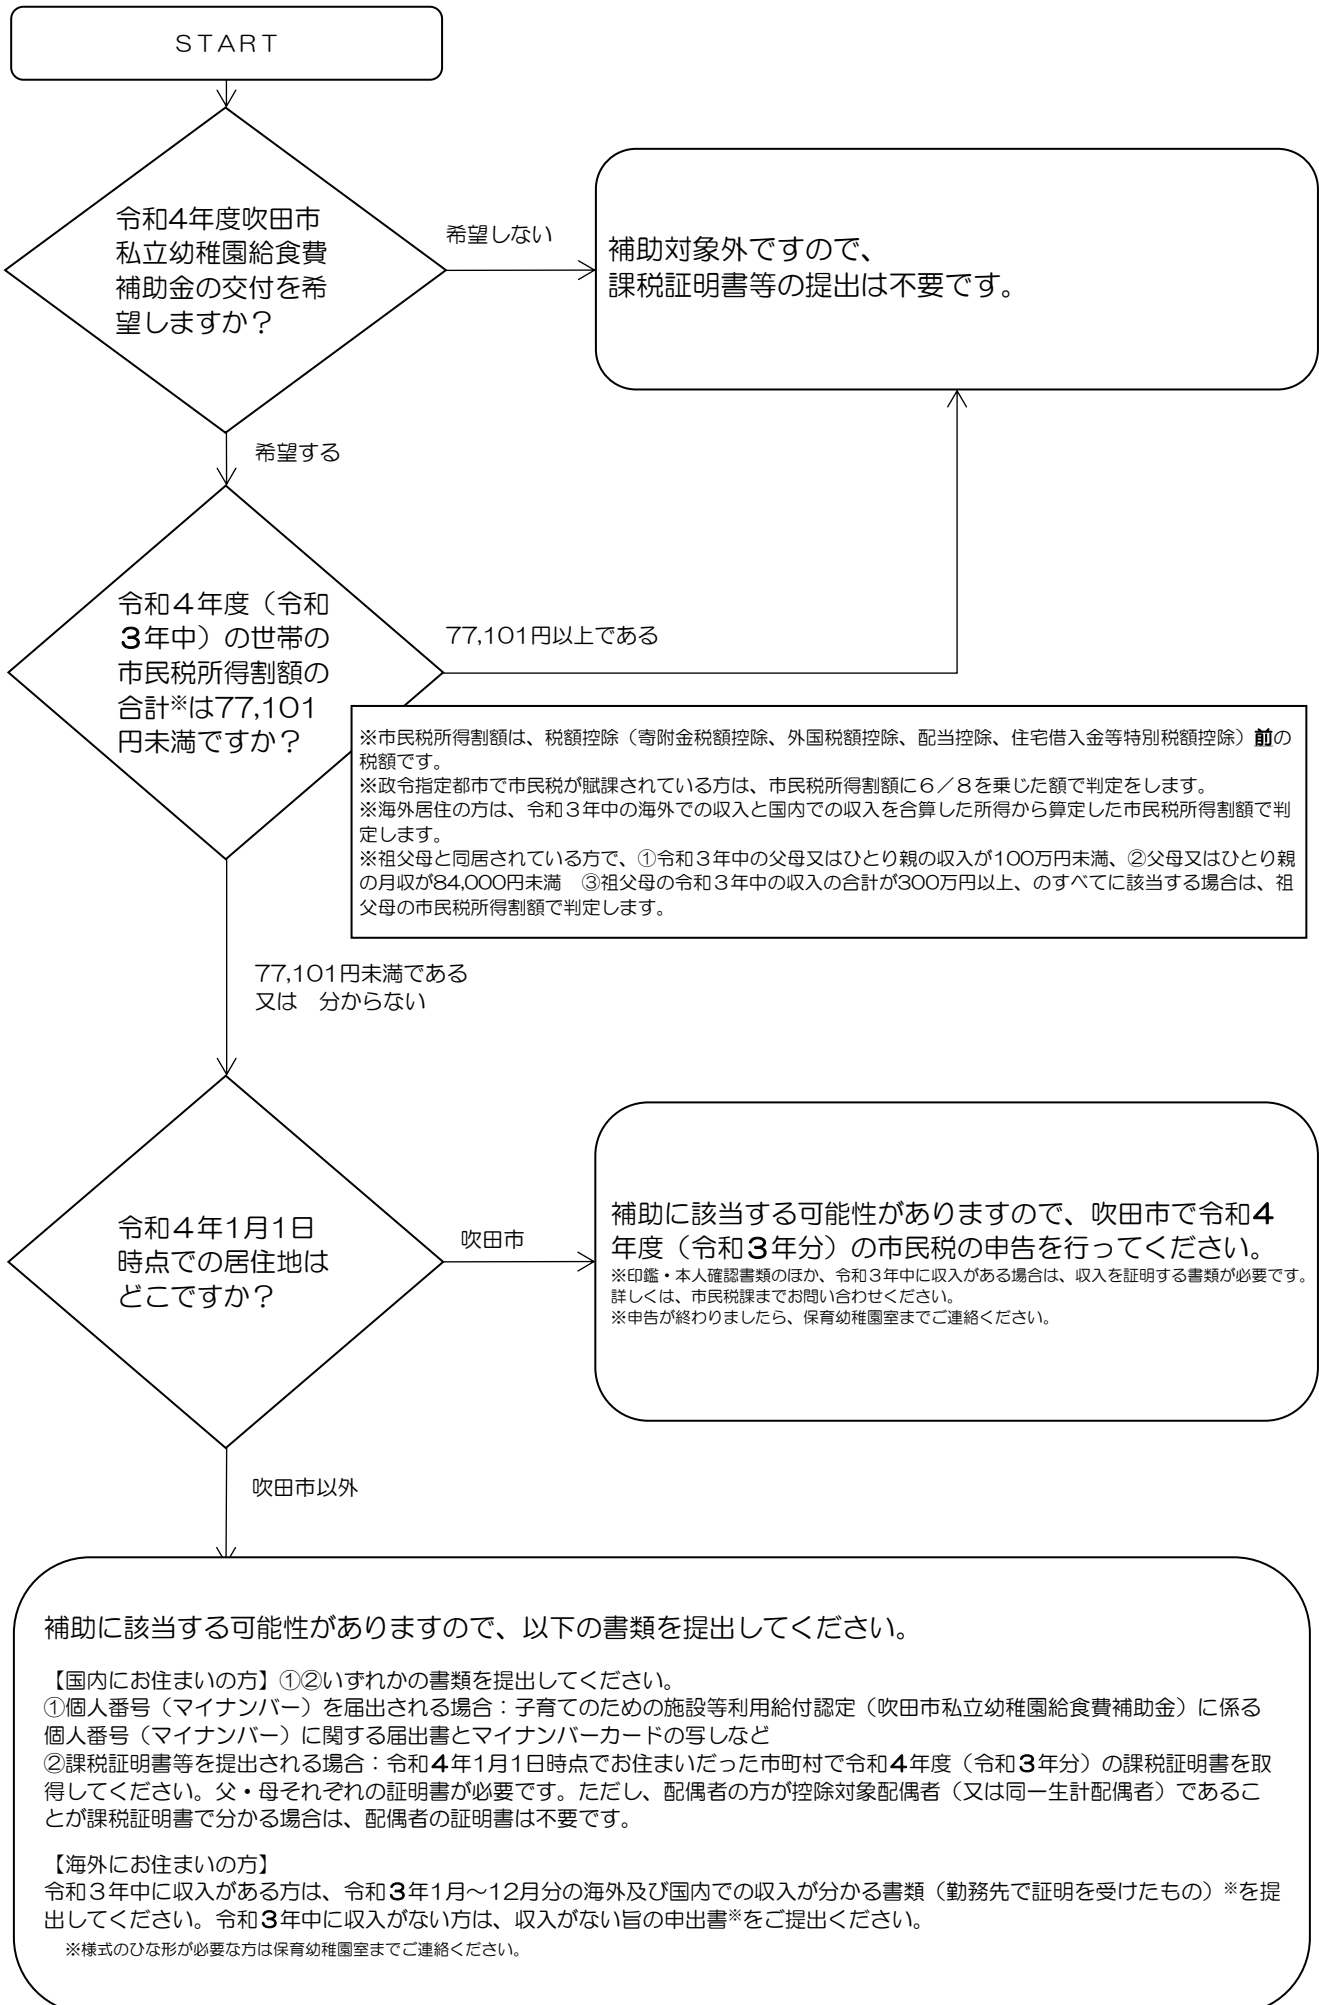 START
令和4年度吹田市
私立幼稚園給食費
補助金の交付を希
望しますか？
希望しない
補助対象外ですので、
課税証明書等の提出は不要です。
希望する
令和４年度（令和
３年中）の世帯の
市民税所得割額の
合計※は77,101
円未満ですか？
77,101円以上である
※市民税所得割額は、税額控除（寄附金税額控除、外国税額控除、配当控除、住宅借入金等特別税額控除）前の
税額です。
※政令指定都市で市民税が賦課されている方は、市民税所得割額に６／８を乗じた額で判定をします。
※海外居住の方は、令和３年中の海外での収入と国内での収入を合算した所得から算定した市民税所得割額で判
定します。
※祖父母と同居されている方で、①令和３年中の父母又はひとり親の収入が100万円未満、②父母又はひとり親
の月収が84,000円未満　③祖父母の令和３年中の収入の合計が300万円以上、のすべてに該当する場合は、祖
父母の市民税所得割額で判定します。
77,101円未満である
又は　分からない
令和４年1月1日
時点での居住地は
どこですか？
吹田市
補助に該当する可能性がありますので、吹田市で令和４
年度（令和３年分）の市民税の申告を行ってください。
※印鑑・本人確認書類のほか、令和３年中に収入がある場合は、収入を証明する書類が必要です。
詳しくは、市民税課までお問い合わせください。
※申告が終わりましたら、保育幼稚園室までご連絡ください。
吹田市以外
補助に該当する可能性がありますので、以下の書類を提出してください。
【国内にお住まいの方】①②いずれかの書類を提出してください。
①個人番号（マイナンバー）を届出される場合：子育てのための施設等利用給付認定（吹田市私立幼稚園給食費補助金）に係る
個人番号（マイナンバー）に関する届出書とマイナンバーカードの写しなど
②課税証明書等を提出される場合：令和４年1月1日時点でお住まいだった市町村で令和４年度（令和３年分）の課税証明書を取
得してください。父・母それぞれの証明書が必要です。ただし、配偶者の方が控除対象配偶者（又は同一生計配偶者）であるこ
とが課税証明書で分かる場合は、配偶者の証明書は不要です。
【海外にお住まいの方】
令和３年中に収入がある方は、令和３年1月～12月分の海外及び国内での収入が分かる書類（勤務先で証明を受けたもの）※を提
出してください。令和３年中に収入がない方は、収入がない旨の申出書※をご提出ください。
※様式のひな形が必要な方は保育幼稚園室までご連絡ください。